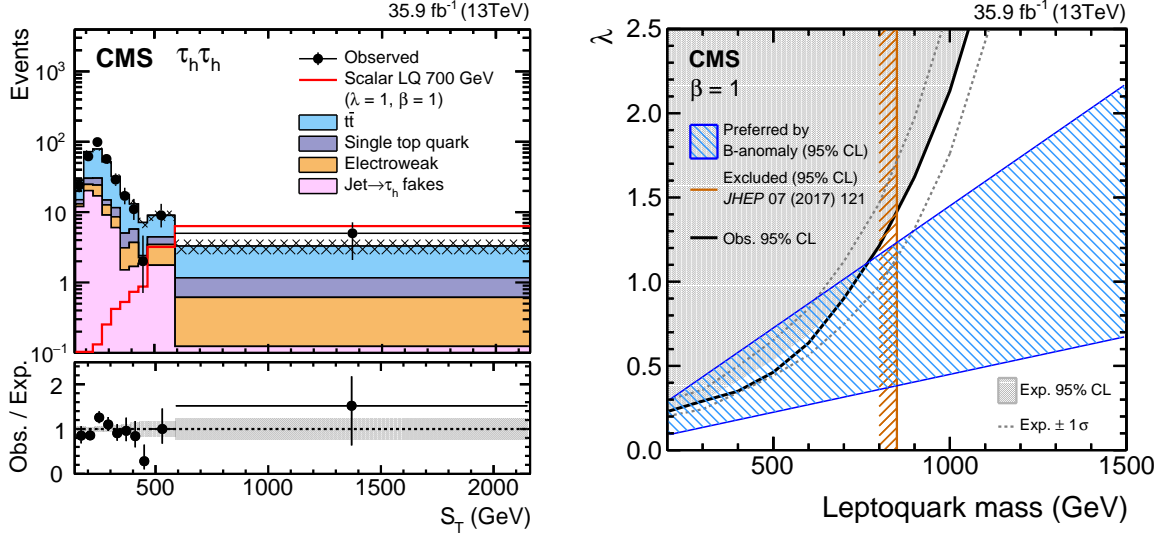 35.9 fb⁻¹ (13TeV)
CMS τₕτₕ
Events
10³
10²
10
1
10⁻¹
Observed
Scalar LQ 700 GeV
(λ = 1, β = 1)
tt̄
Single top quark
Electroweak
Jet→τₕ fakes
Obs. / Exp.
2
1
0
500 1000 1500 2000
S_T (GeV)
35.9 fb⁻¹ (13TeV)
λ
2.5
2.0
1.5
1.0
0.5
0.0
CMS
β = 1
Preferred by
B-anomaly (95% CL)
Excluded (95% CL)
JHEP 07 (2017) 121
Obs. 95% CL
Exp. 95% CL
Exp. ± 1σ
500 1000 1500
Leptoquark mass (GeV)